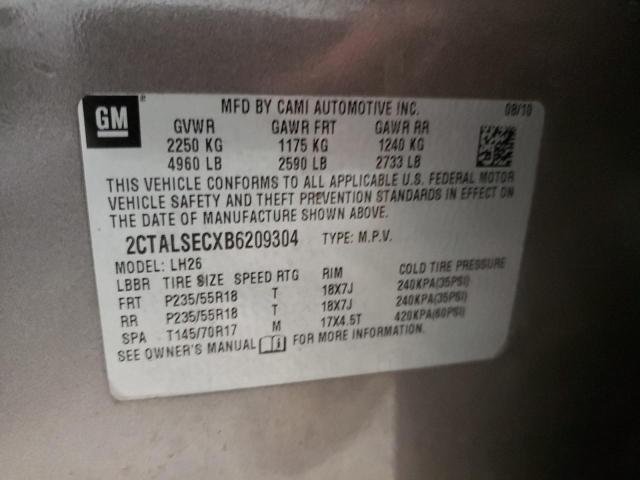 GM
MFD BY CAMI AUTOMOTIVE INC. 08/10
GVWR GAWR FRT GAWR RR
2250 KG 1175 KG 1240 KG
4960 LB 2590 LB 2733 LB
THIS VEHICLE CONFORMS TO ALL APPLICABLE U.S. FEDERAL MOTOR
VEHICLE SAFETY AND THEFT PREVENTION STANDARDS IN EFFECT ON
THE DATE OF MANUFACTURE SHOWN ABOVE.
2CTALSECXB6209304 TYPE: M.P.V.
MODEL: LH26
LBBR TIRE SIZE SPEED RTG RIM COLD TIRE PRESSURE
FRT P235/55R18 T 18X7J 240KPA(35PSI)
RR P235/55R18 T 18X7J 240KPA(35PSI)
SPA T145/70R17 M 17X4.5T 420KPA(60PSI)
SEE OWNER'S MANUAL FOR MORE INFORMATION.